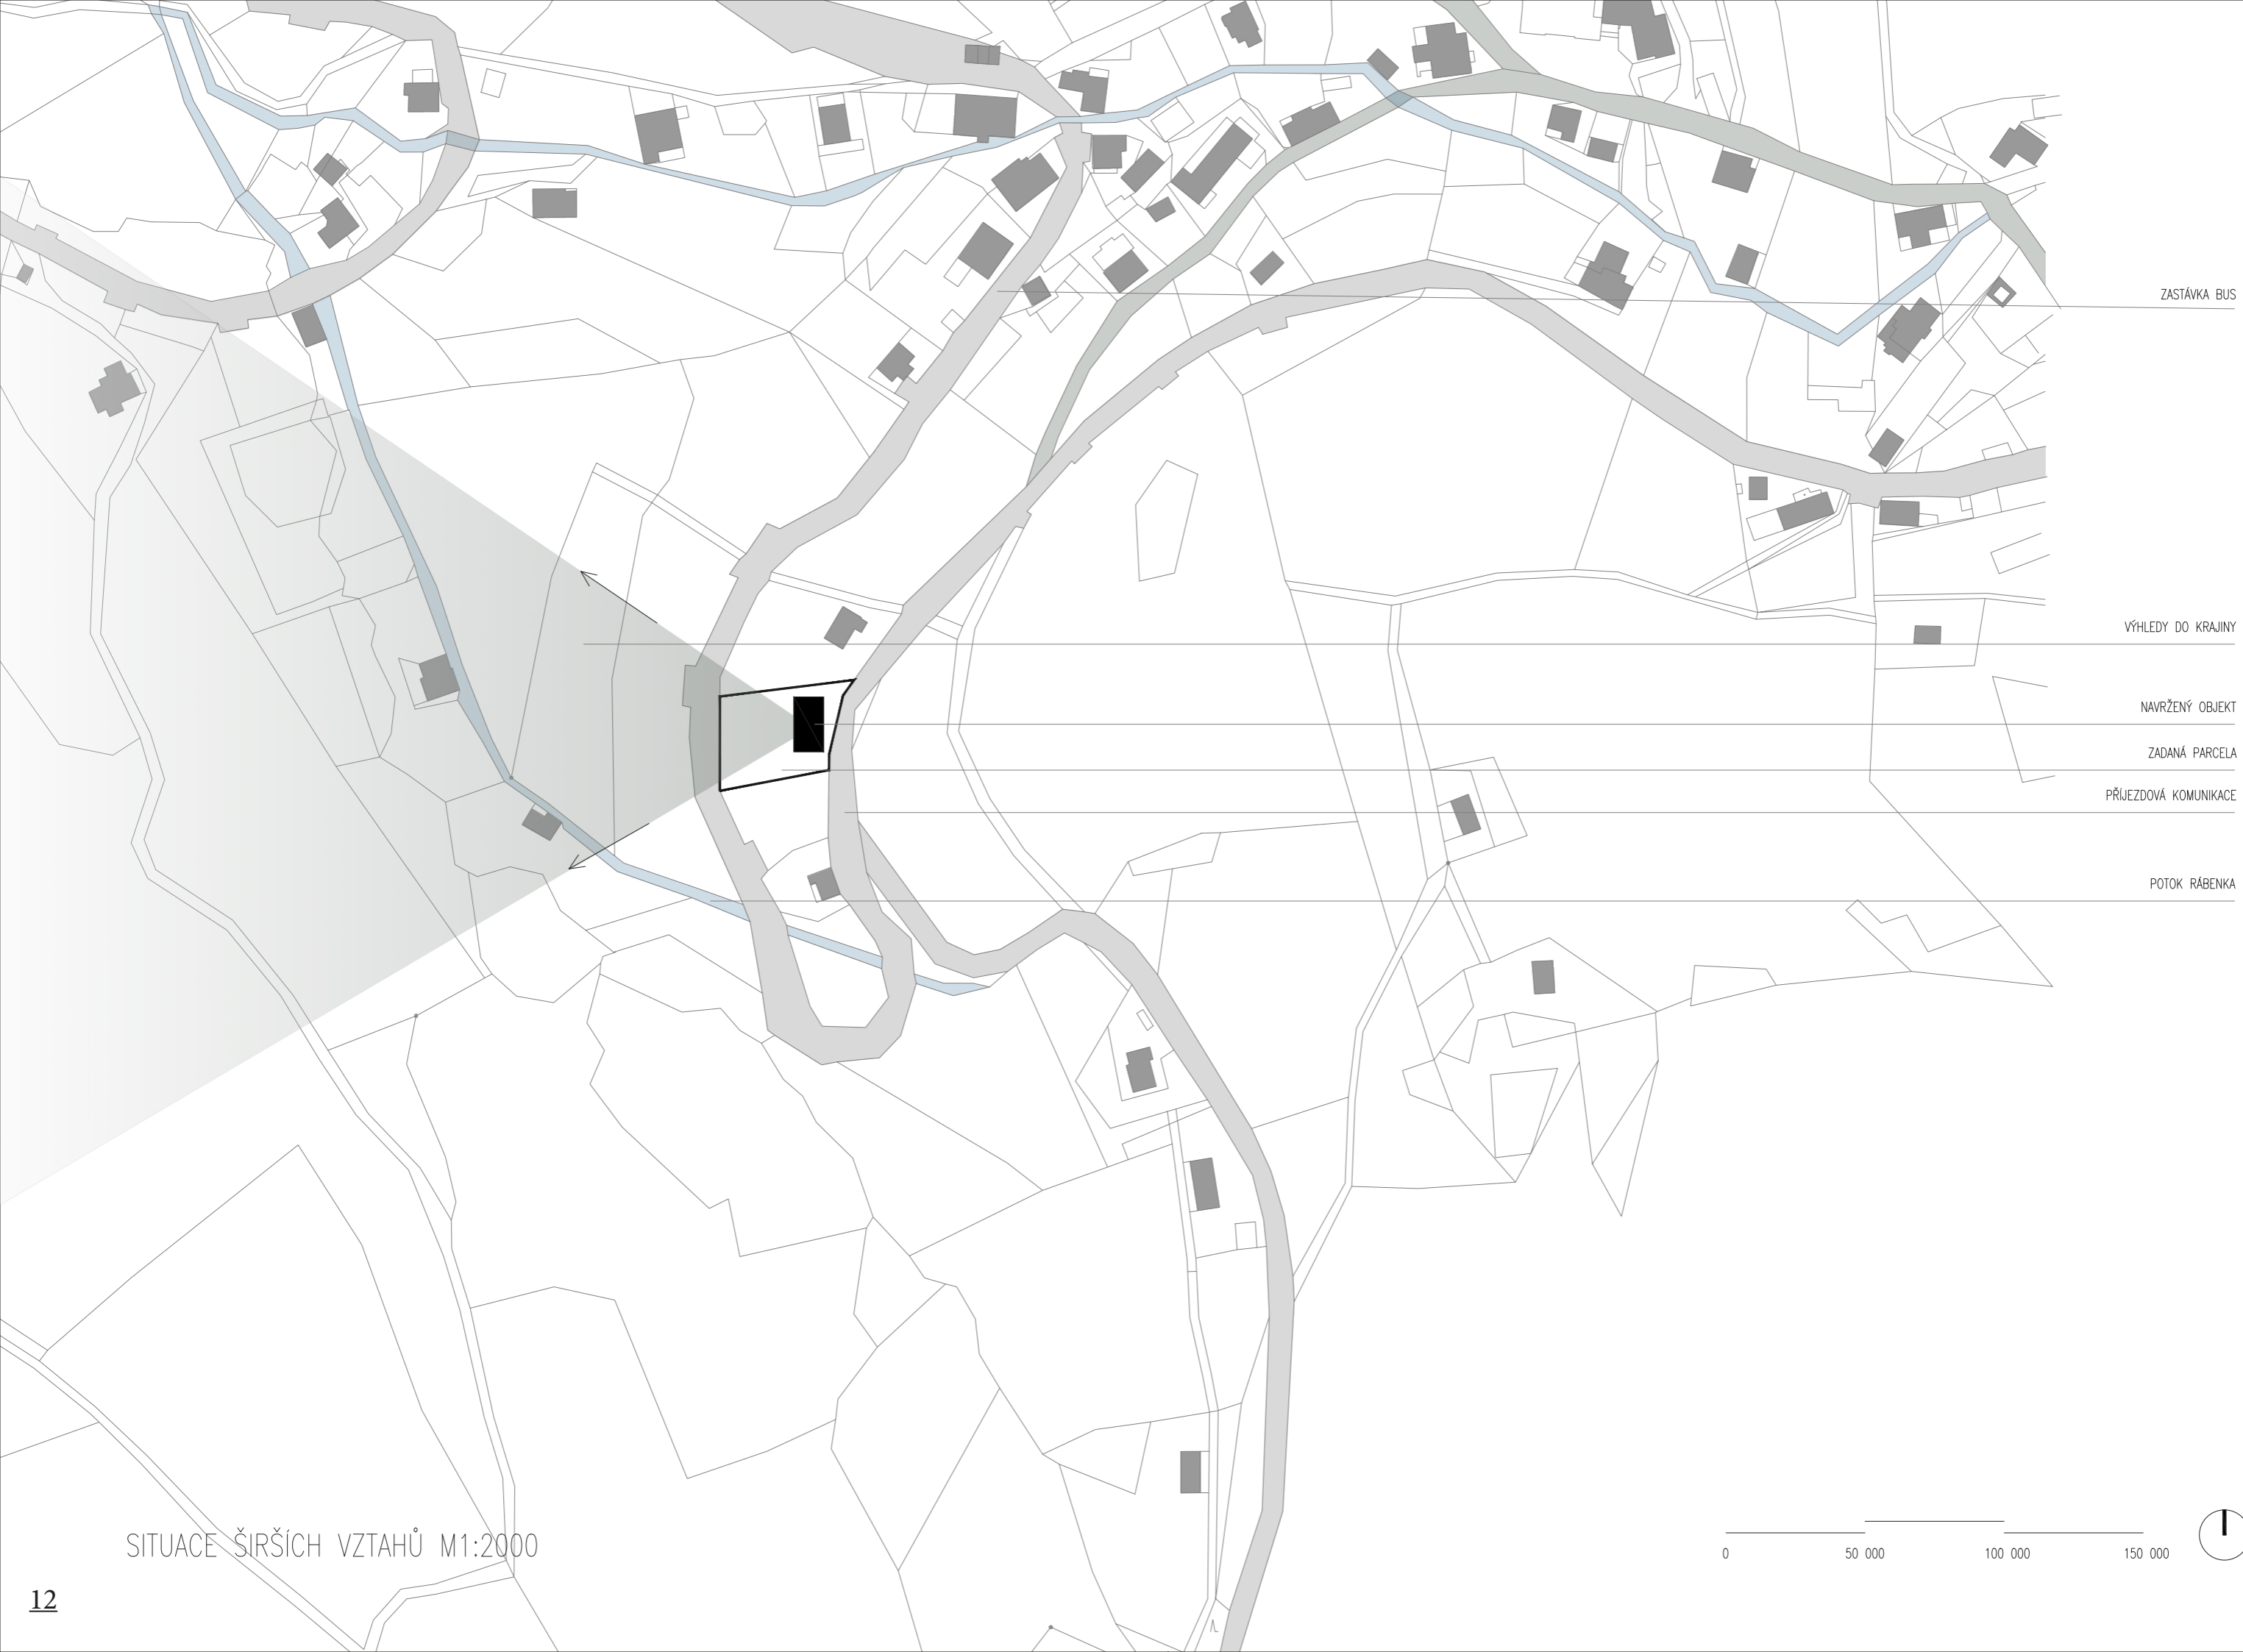 ZASTÁVKA BUS
VÝHLEDY DO KRAJINY
NAVRŽENÝ OBJEKT
ZADANÁ PARCELA
PŘÍJEZDOVÁ KOMUNIKACE
POTOK RÁBENKA
SITUACE ŠIRŠÍCH VZTAHŮ M1:2000
0 50 000 100 000 150 000
12